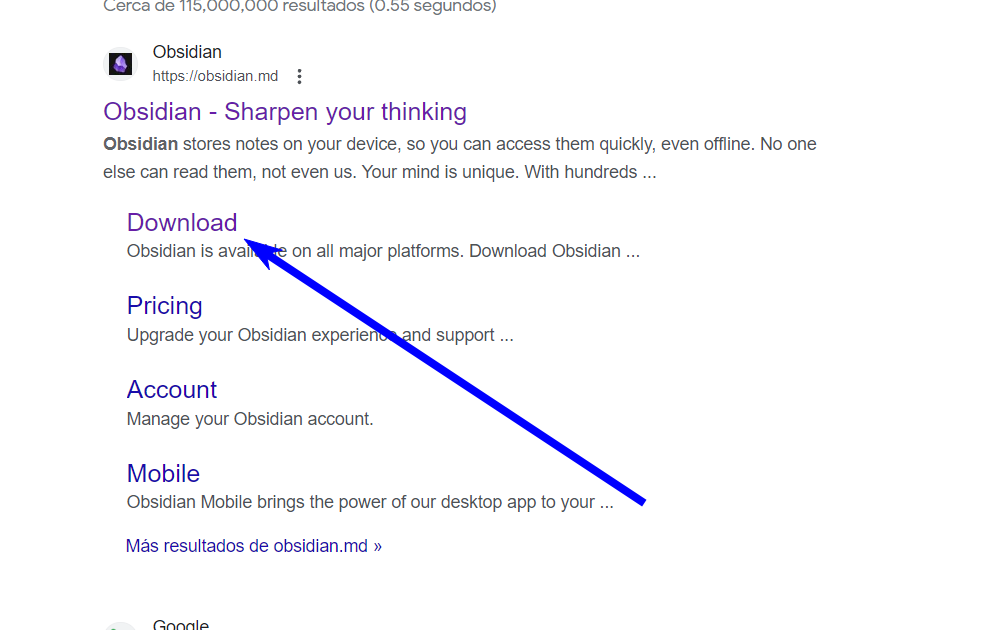 Cerca de 115,000,000 resultados (0.55 segundos)
Obsidian
https://obsidian.md
Obsidian - Sharpen your thinking
Obsidian stores notes on your device, so you can access them quickly, even offline. No one
else can read them, not even us. Your mind is unique. With hundreds ...
Download
Obsidian is available on all major platforms. Download Obsidian ...
Pricing
Upgrade your Obsidian experience and support ...
Account
Manage your Obsidian account.
Mobile
Obsidian Mobile brings the power of our desktop app to your ...
Más resultados de obsidian.md »
Google